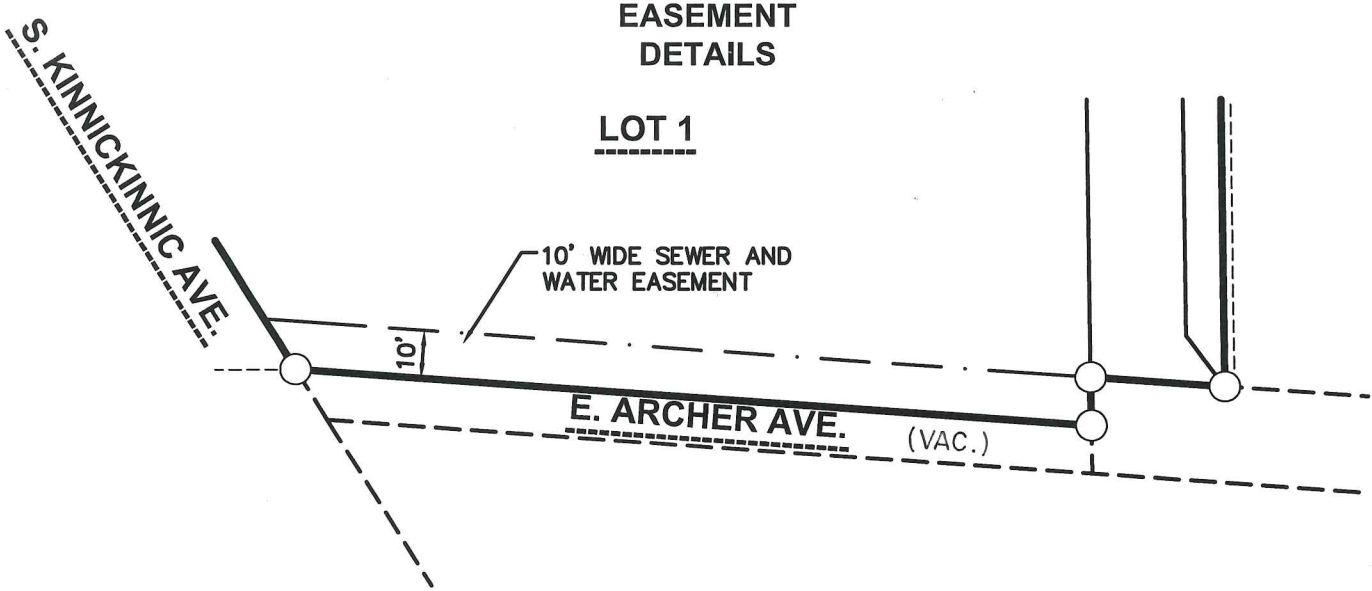 EASEMENT
DETAILS
S. KINNICKINNIC AVE.
LOT 1
10' WIDE SEWER AND
WATER EASEMENT
10'
E. ARCHER AVE.
(VAC.)